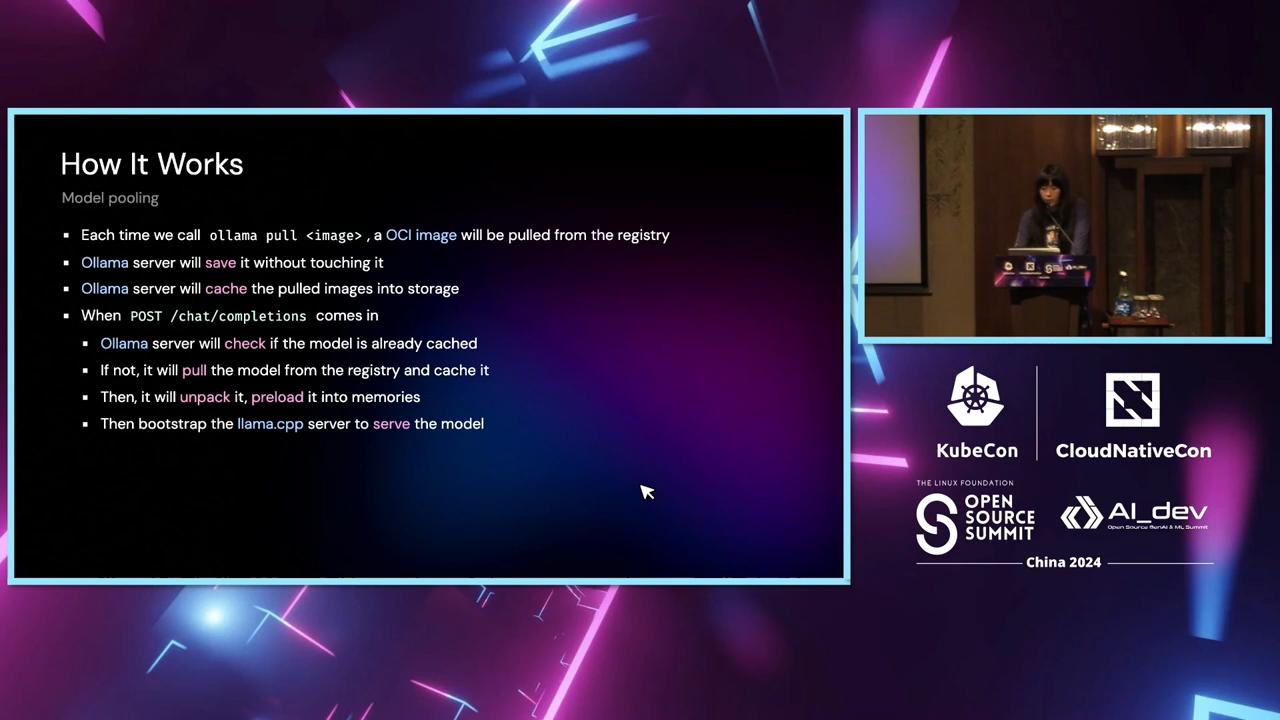 How It Works
Model pooling
Each time we call ollama pull <image> , a OCI image will be pulled from the registry
Ollama server will save it without touching it
Ollama server will cache the pulled images into storage
When POST /chat/completions comes in
Ollama server will check if the model is already cached
If not, it will pull the model from the registry and cache it
Then, it will unpack it, preload it into memories
Then bootstrap the llama.cpp server to serve the model
KubeCon
CloudNativeCon
THE LINUX FOUNDATION
OPEN
SOURCE
SUMMIT
AI_dev
Open Source GenAI & ML Summit
China 2024